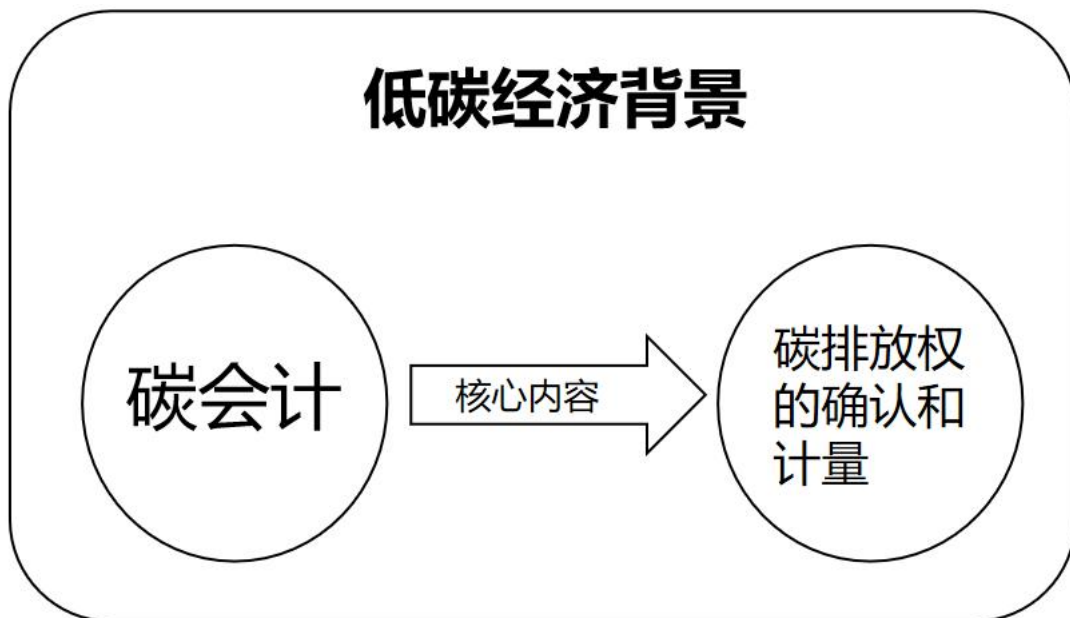 低碳经济背景
碳会计
核心内容
碳排放权
的确认和
计量